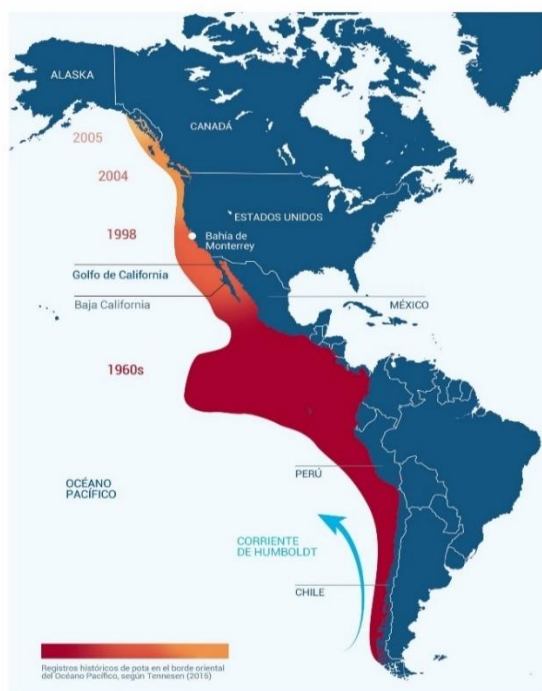 ALASKA
CANADÁ
2005
2004
ESTADOS UNIDOS
1998
Bahía de
Monterrey
Golfo de California
Baja California
MÉXICO
1960s
PERÚ
OCÉANO
PACÍFICO
CORRIENTE
DE HUMBOLDT
CHILE
Registros históricos de pota en el borde oriental
del Océano Pacífico, según Tennesen (2015)